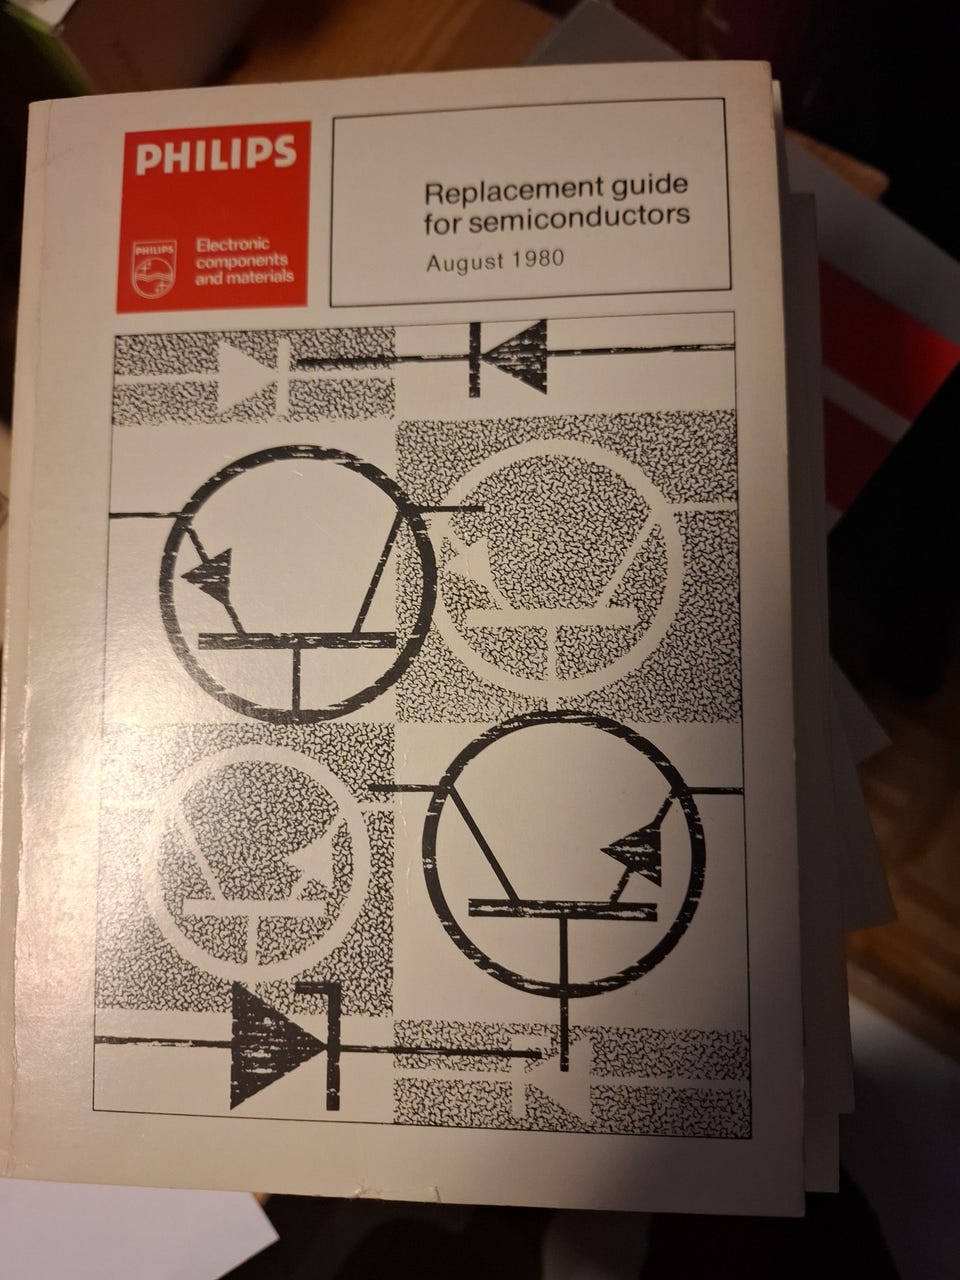 PHILIPS
PHILIPS
Electronic
components
and materials
Replacement guide
for semiconductors
August 1980